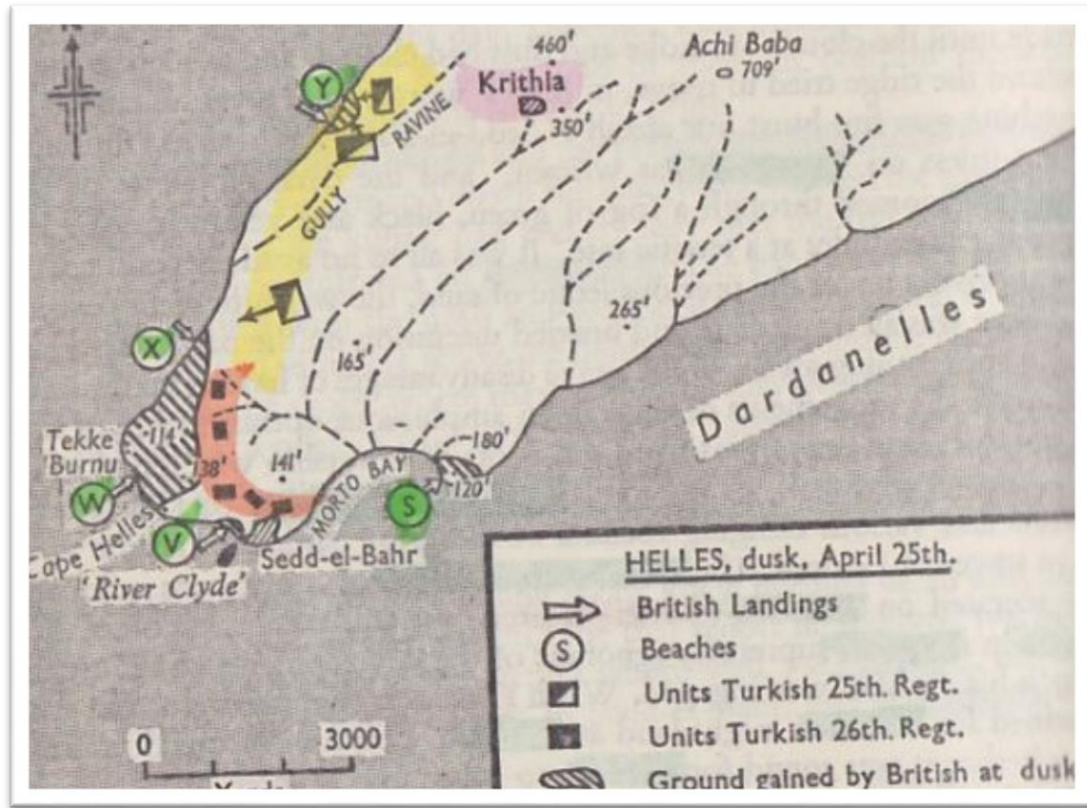 460'
Achi Baba
709'
Krithia
350'
Y
RAVINE
GULLY
265'
165'
X
Dardanelles
Tekke
Burnu
114'
138'
141'
180'
120'
MORTO BAY
W
V
S
Cape Helles
Sedd-el-Bahr
'River Clyde'
HELLES, dusk, April 25th.
British Landings
S
Beaches
Units Turkish 25th. Regt.
Units Turkish 26th. Regt.
Ground gained by British at dusk
0
3000